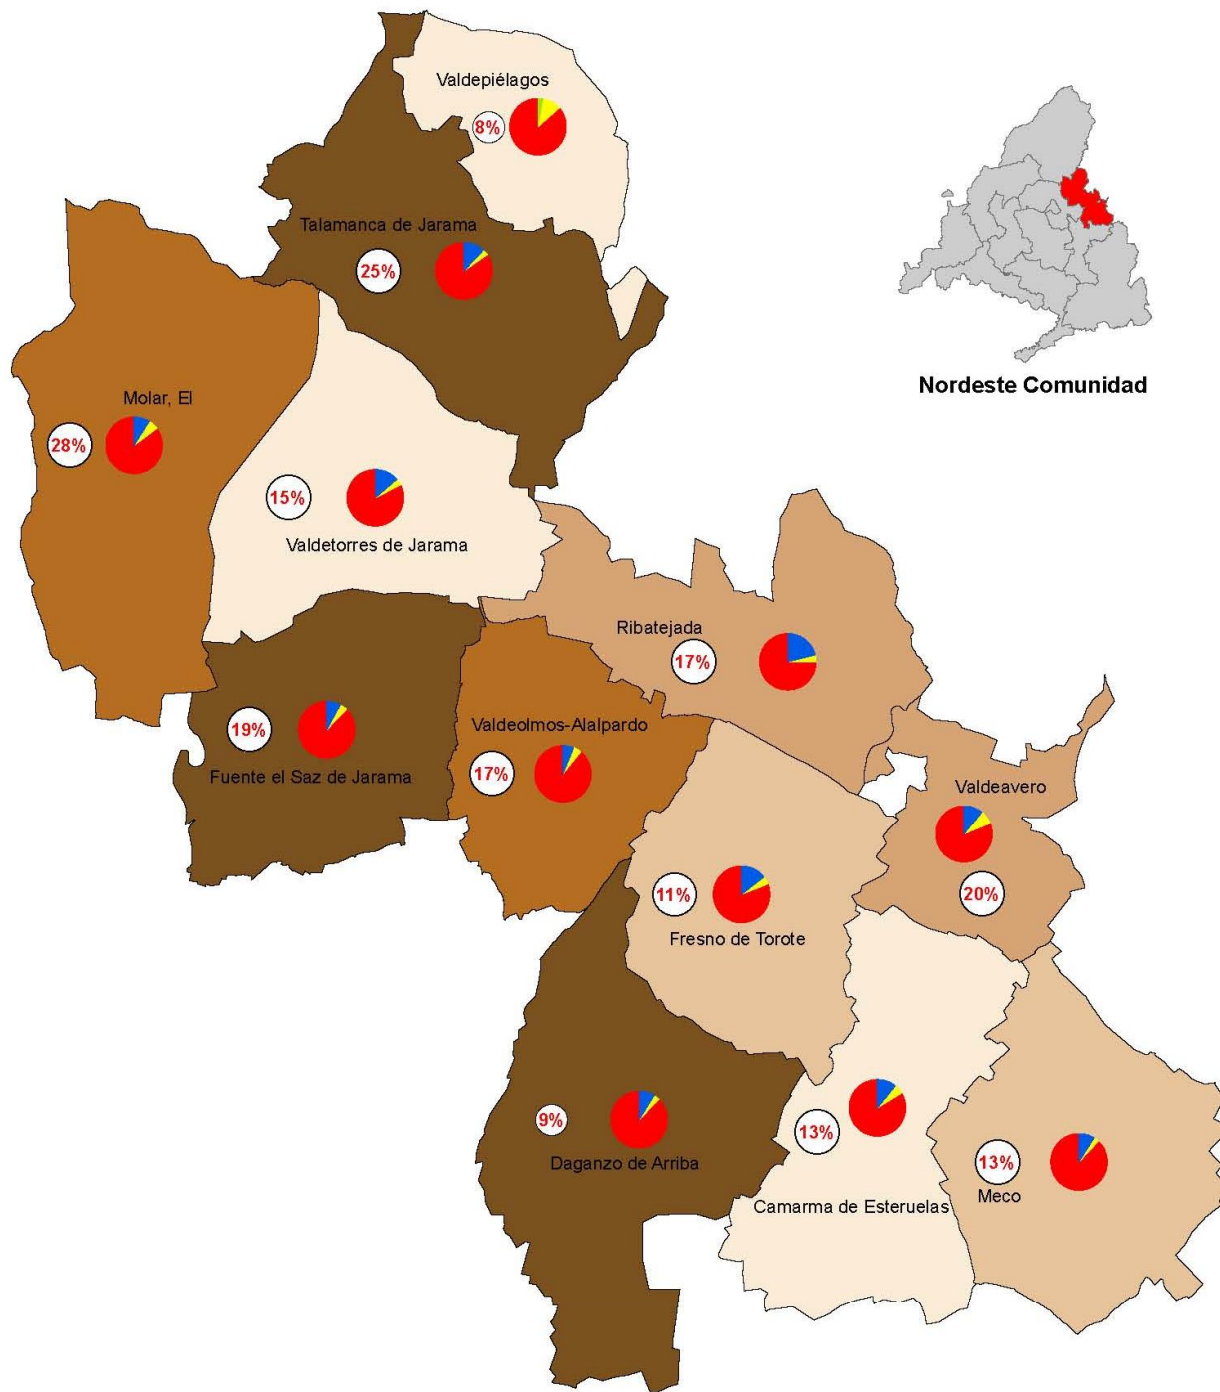 Valdepiélagos
8%
Talamanca de Jarama
25%
Nordeste Comunidad
Molar, El
28%
15%
Valdetorres de Jarama
Ribatejada
17%
19%
Fuente el Saz de Jarama
Valdeolmos-Alalpardo
17%
Valdeavero
20%
11%
Fresno de Torote
9%
Daganzo de Arriba
13%
Camarma de Esteruelas
13%
Meco